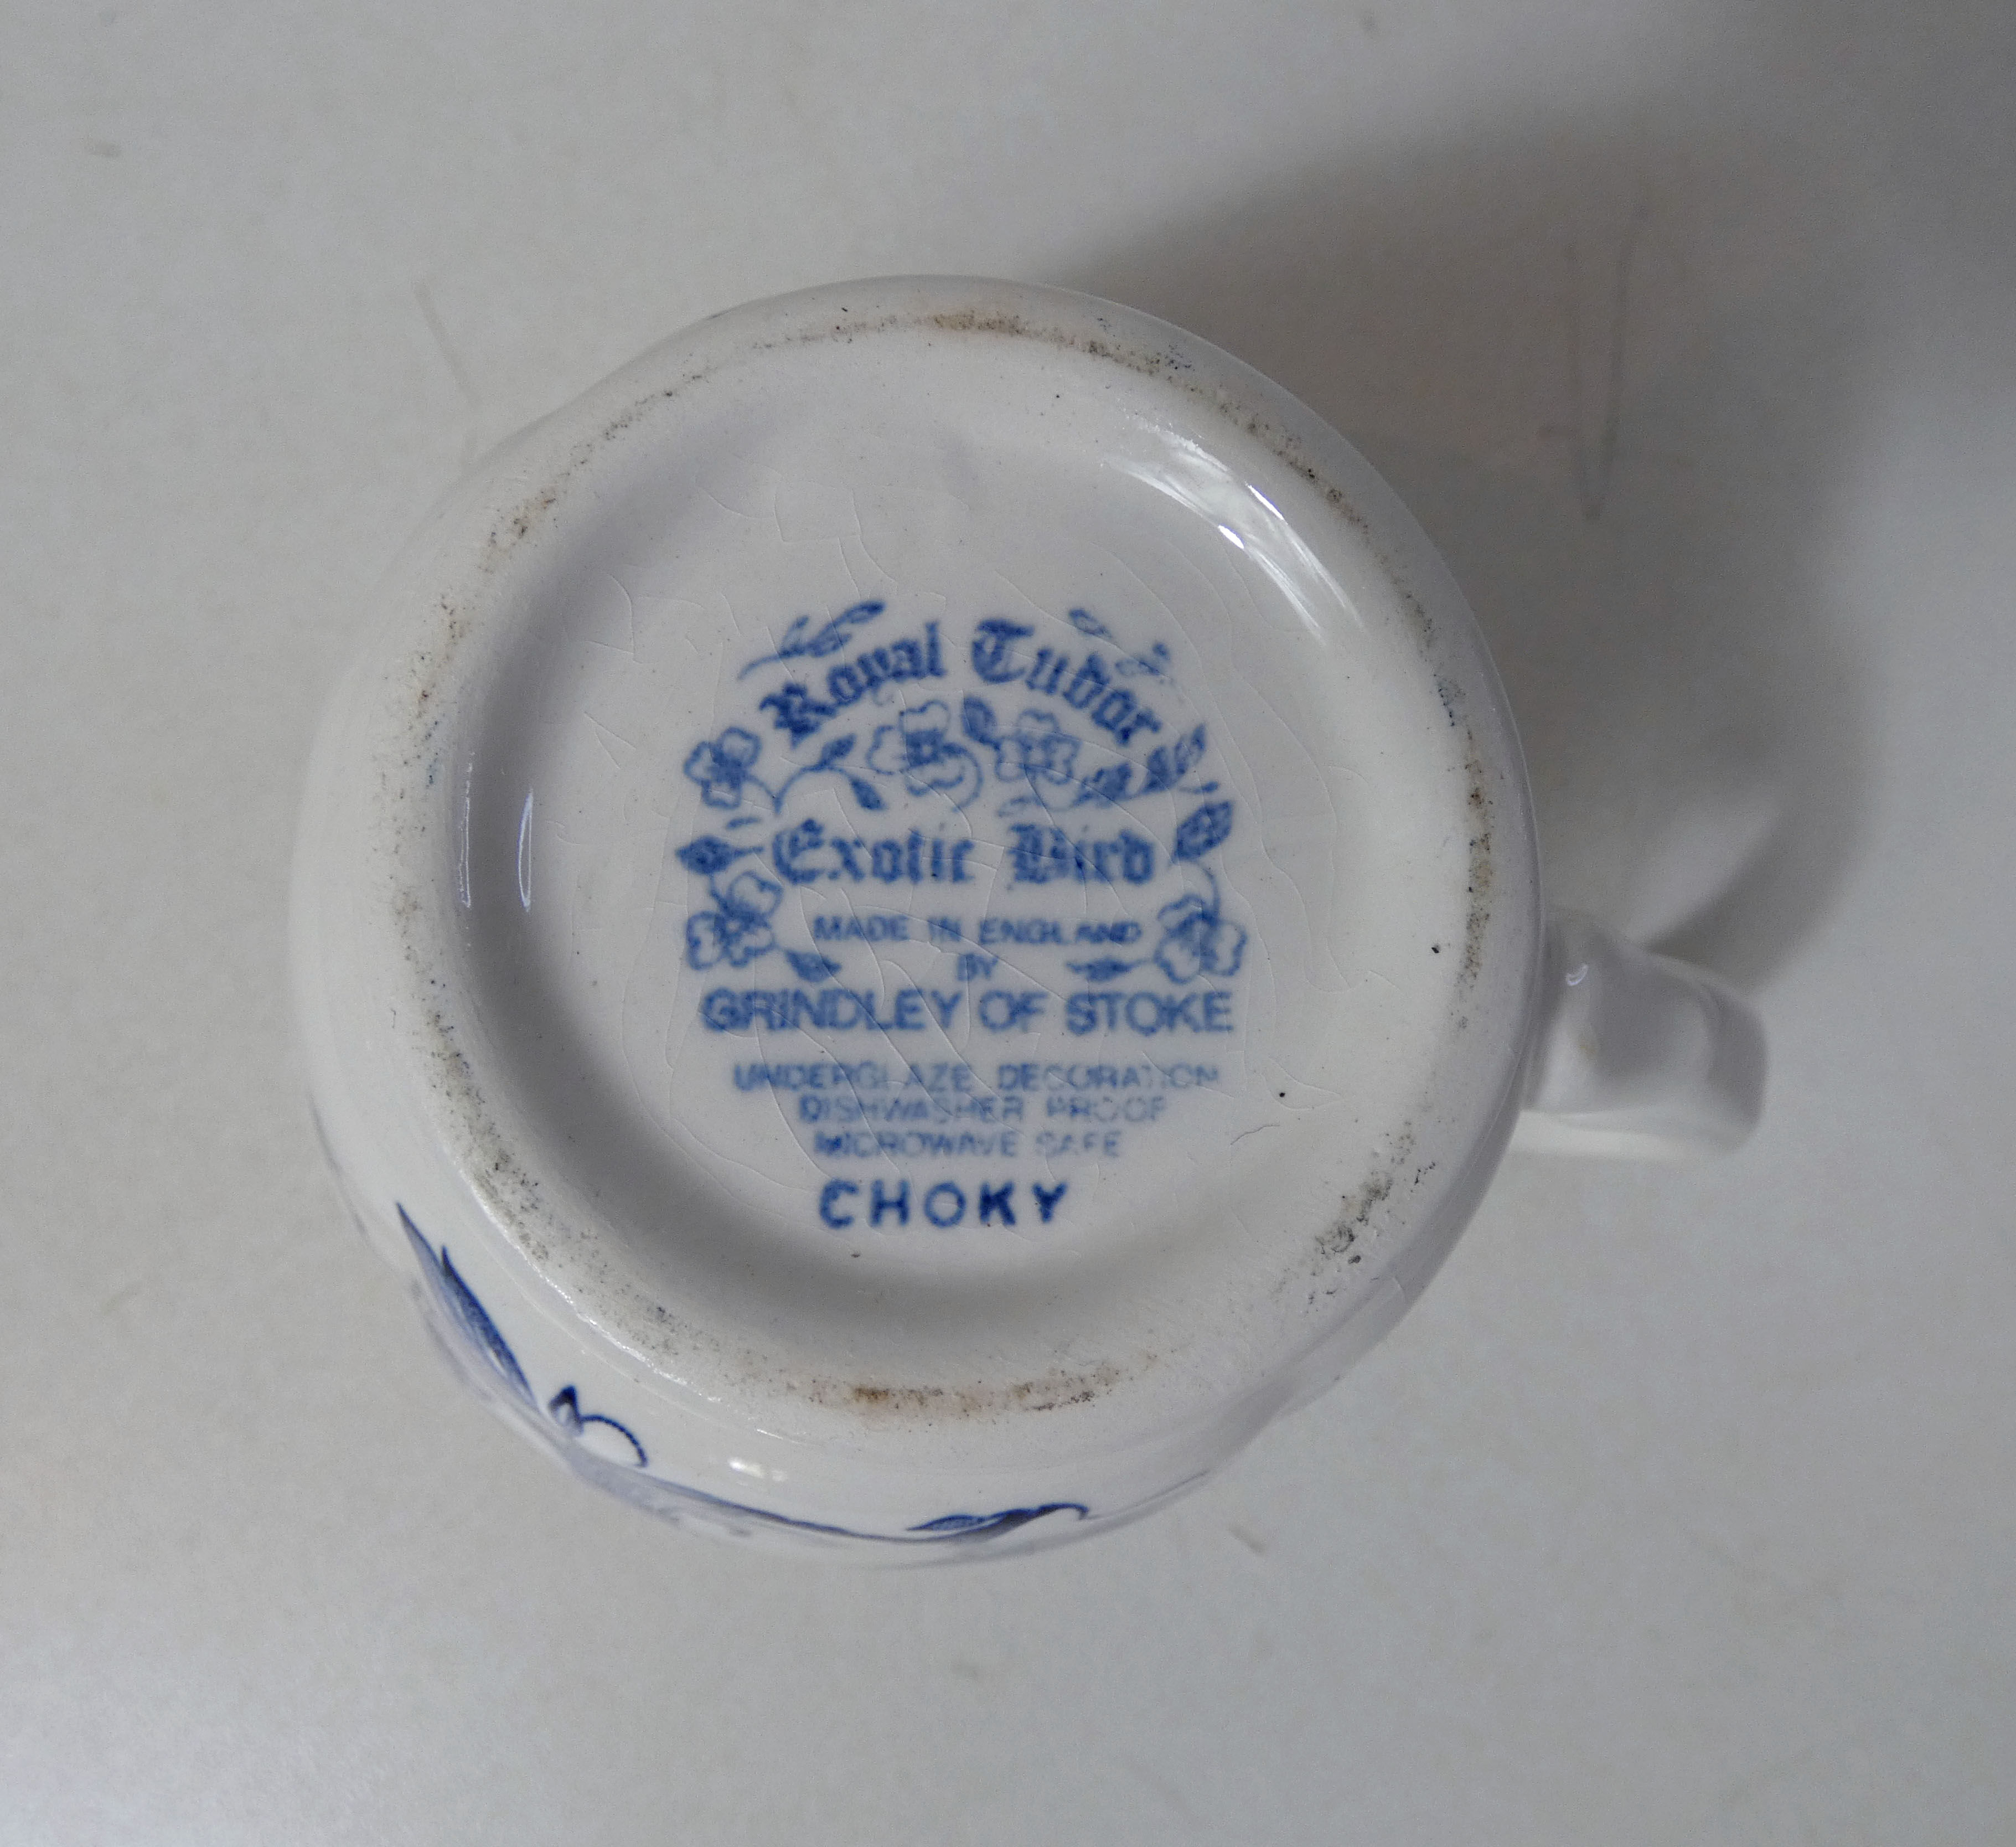 Royal Tudor
Exotic Bird
MADE IN ENGLAND
BY
GRINDLEY OF STOKE
UNDERGLAZE DECORATION
DISHWASHER PROOF
MICROWAVE SAFE
CHOKY